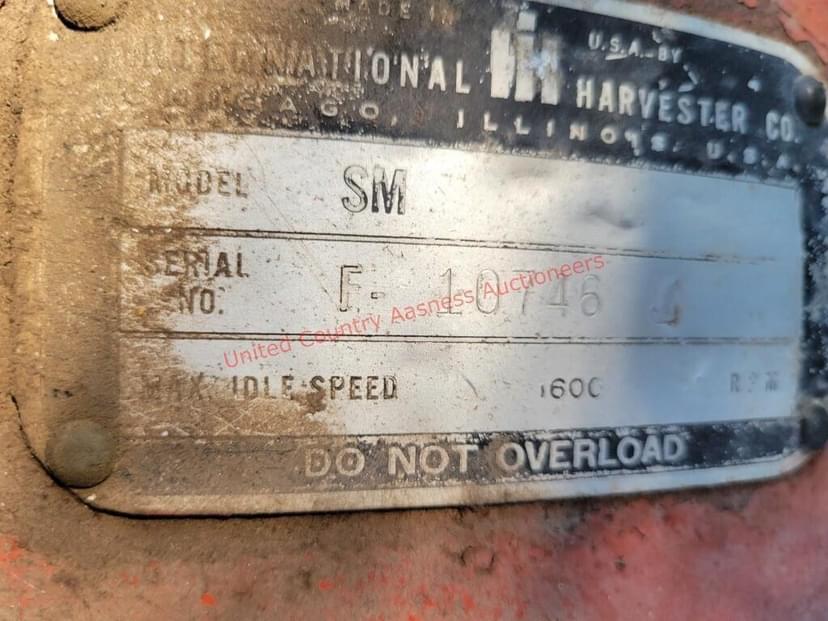 MADE IN
U.S.A. BY
INTERNATIONAL IH HARVESTER CO.
CHICAGO, ILLINOIS, U.S.A.
MODEL SM
SERIAL NO. F- 10746 J
MAX. IDLE SPEED 1600 RPM
DO NOT OVERLOAD
United Country Aasness Auctioneers